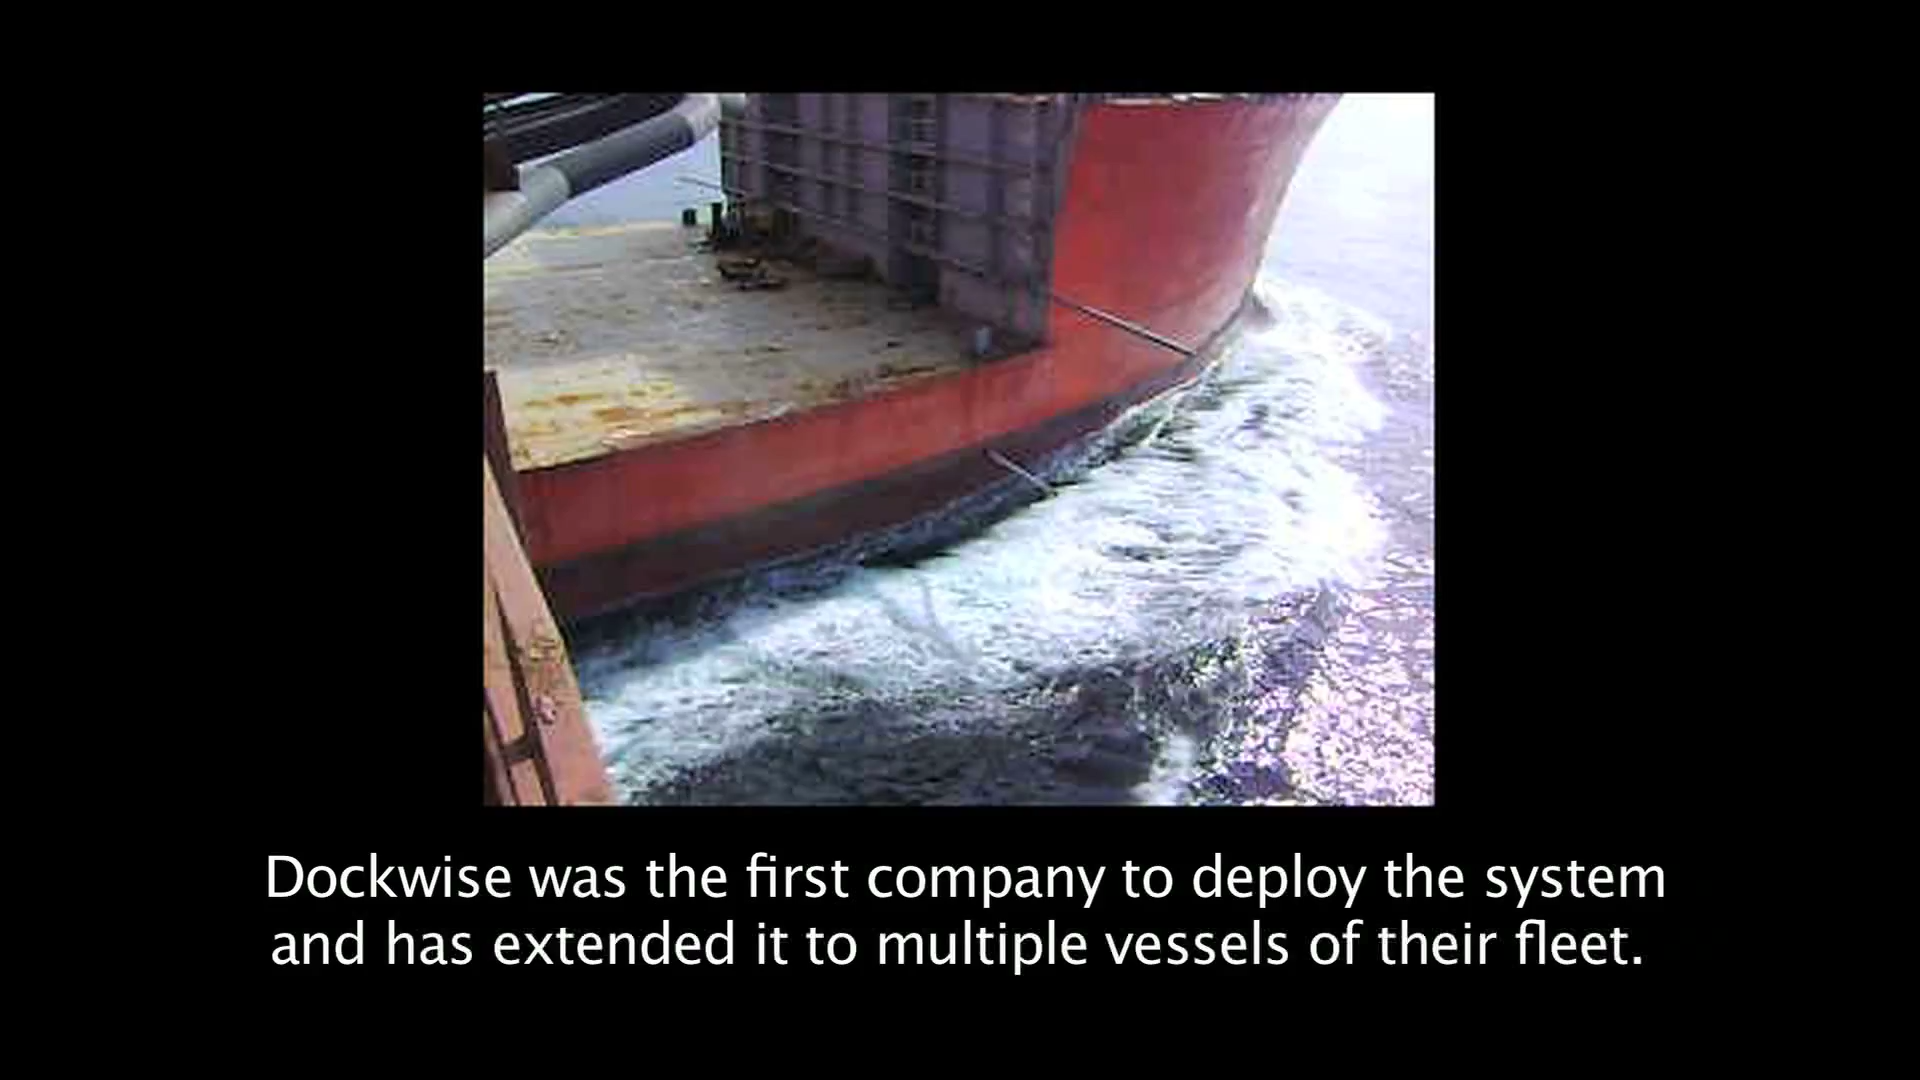 Dockwise was the first company to deploy the system
and has extended it to multiple vessels of their fleet.